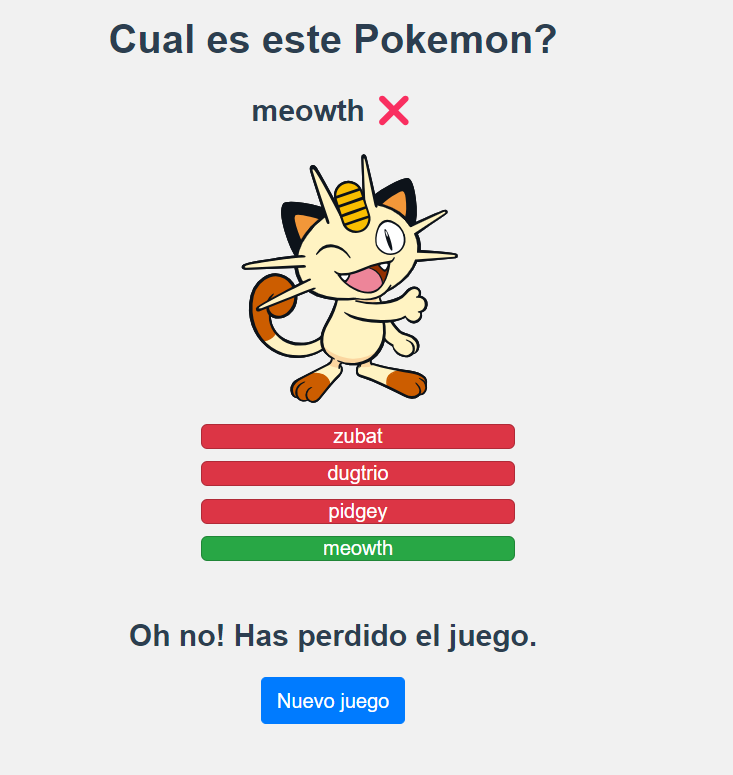 Cual es este Pokemon?
meowth ❌
zubat
dugtrio
pidgey
meowth
Oh no! Has perdido el juego.
Nuevo juego